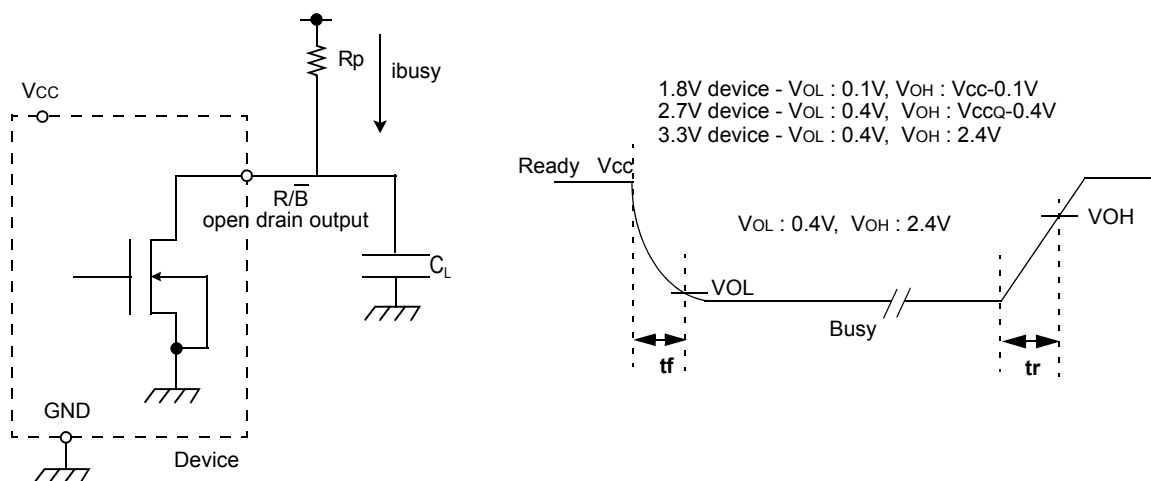 Rp
ibusy
VCC
R/B̅
open drain output
CL
GND
Device
1.8V device - VOL : 0.1V, VOH : Vcc-0.1V
2.7V device - VOL : 0.4V, VOH : VccQ-0.4V
3.3V device - VOL : 0.4V, VOH : 2.4V
Ready Vcc
VOL : 0.4V, VOH : 2.4V
VOH
VOL
Busy
tf
tr